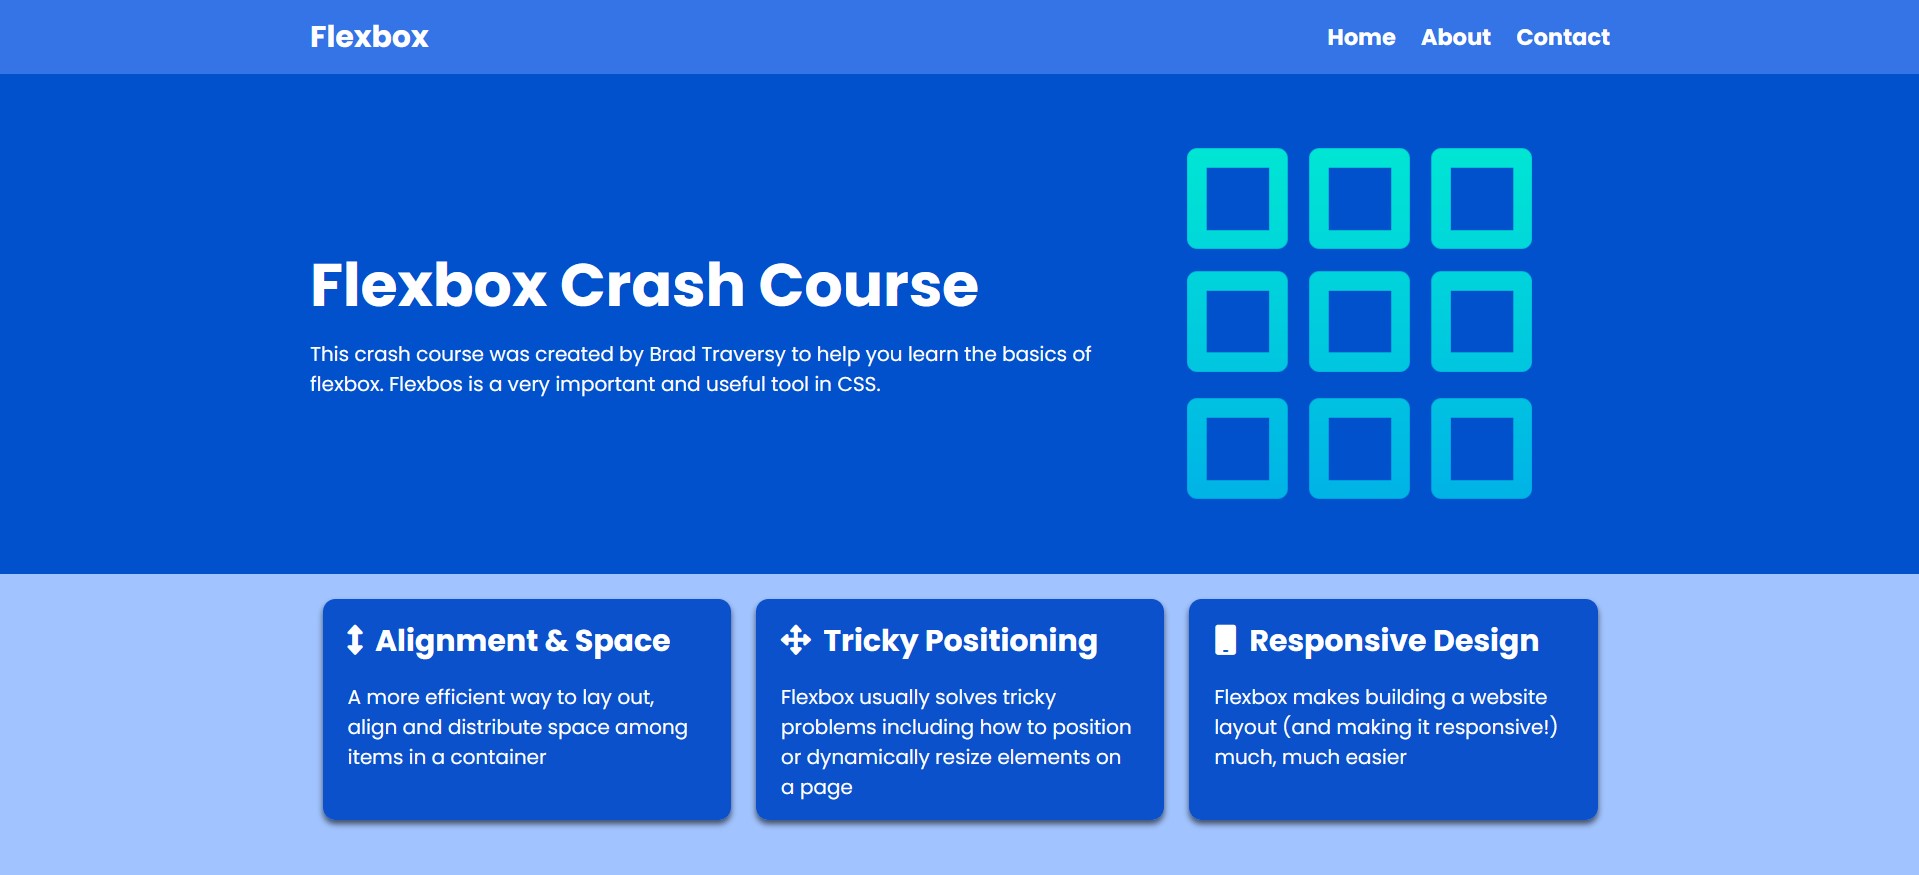 Flexbox
Home About Contact
Flexbox Crash Course
This crash course was created by Brad Traversy to help you learn the basics of
flexbox. Flexbos is a very important and useful tool in CSS.
Alignment & Space
A more efficient way to lay out,
align and distribute space among
items in a container
Tricky Positioning
Flexbox usually solves tricky
problems including how to position
or dynamically resize elements on
a page
Responsive Design
Flexbox makes building a website
layout (and making it responsive!)
much, much easier